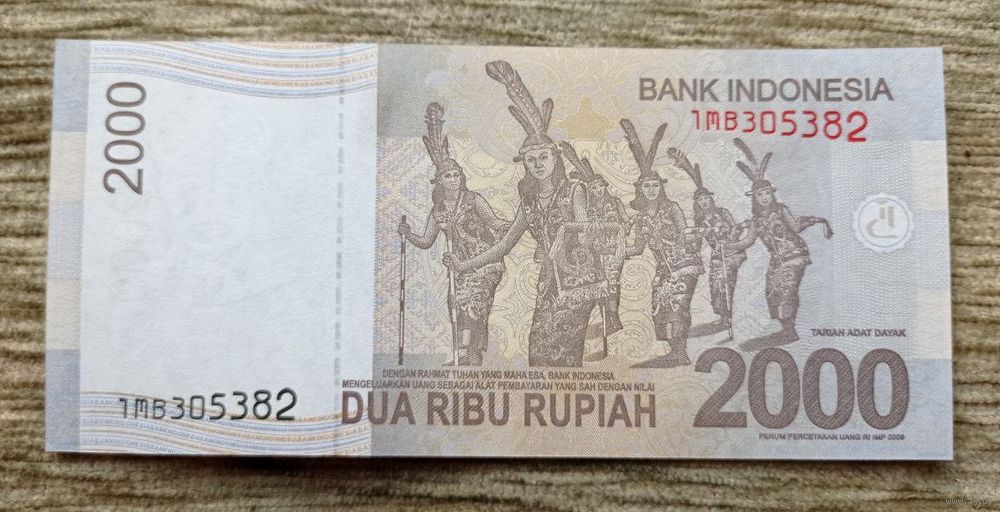 2000
BANK INDONESIA
1MB305382
TARIAN ADAT DAYAK
DENGAN RAHMAT TUHAN YANG MAHA ESA, BANK INDONESIA
MENGELUARKAN UANG SEBAGAI ALAT PEMBAYARAN YANG SAH DENGAN NILAI
DUA RIBU RUPIAH
2000
PERUM PERCETAKAN UANG RI IMP 2009
1MB305382